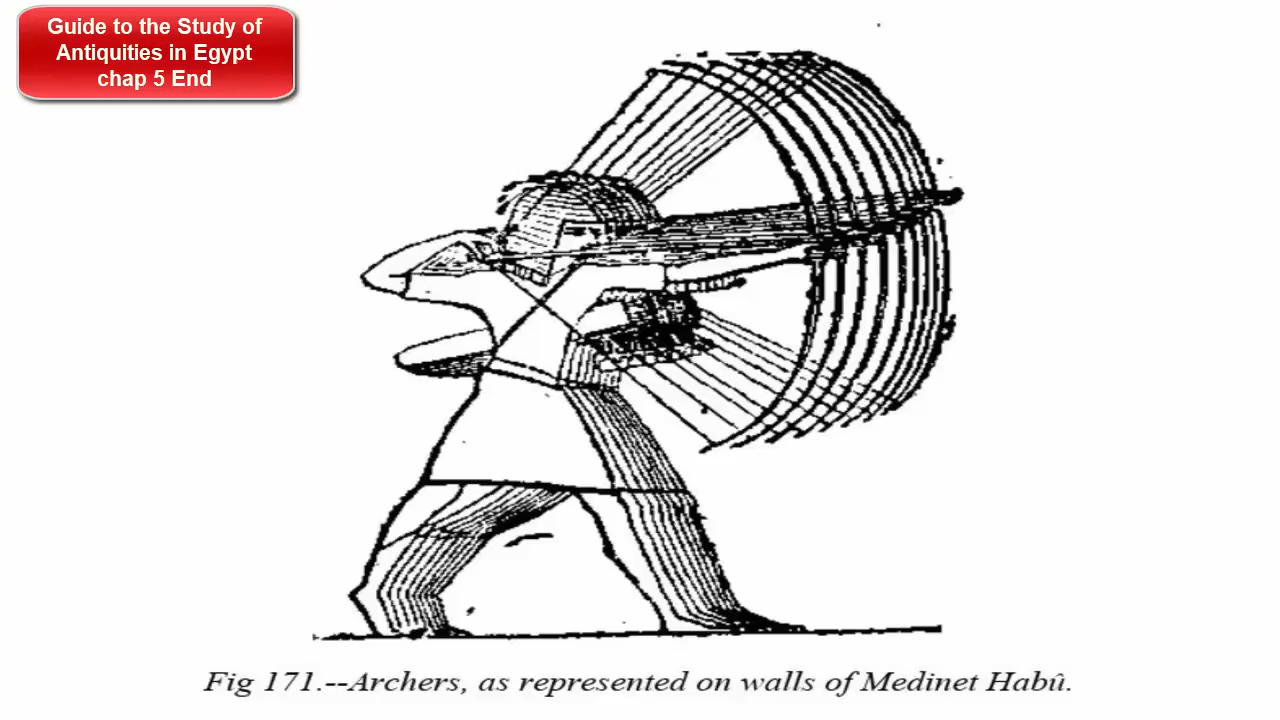 Guide to the Study of
Antiquities in Egypt
chap 5 End
Fig 171.--Archers, as represented on walls of Medinet Habû.